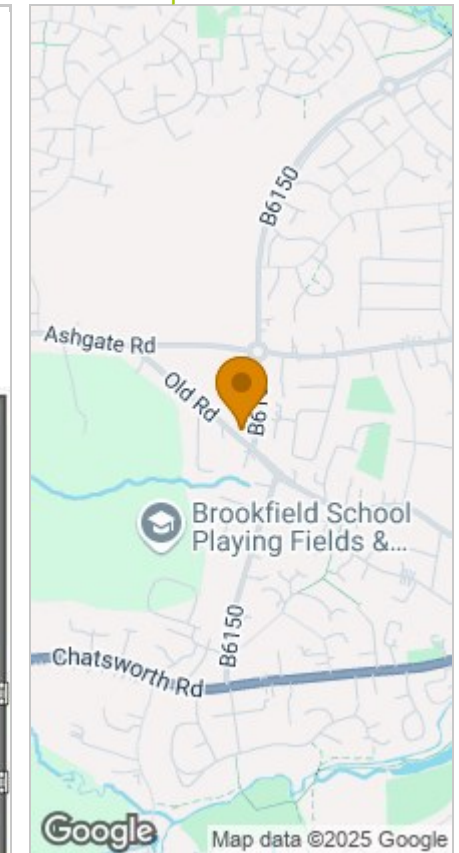 B6150
Ashgate Rd
Old Rd
B61
Brookfield School
Playing Fields &...
B6150
Chatsworth Rd
Google
Map data ©2025 Google